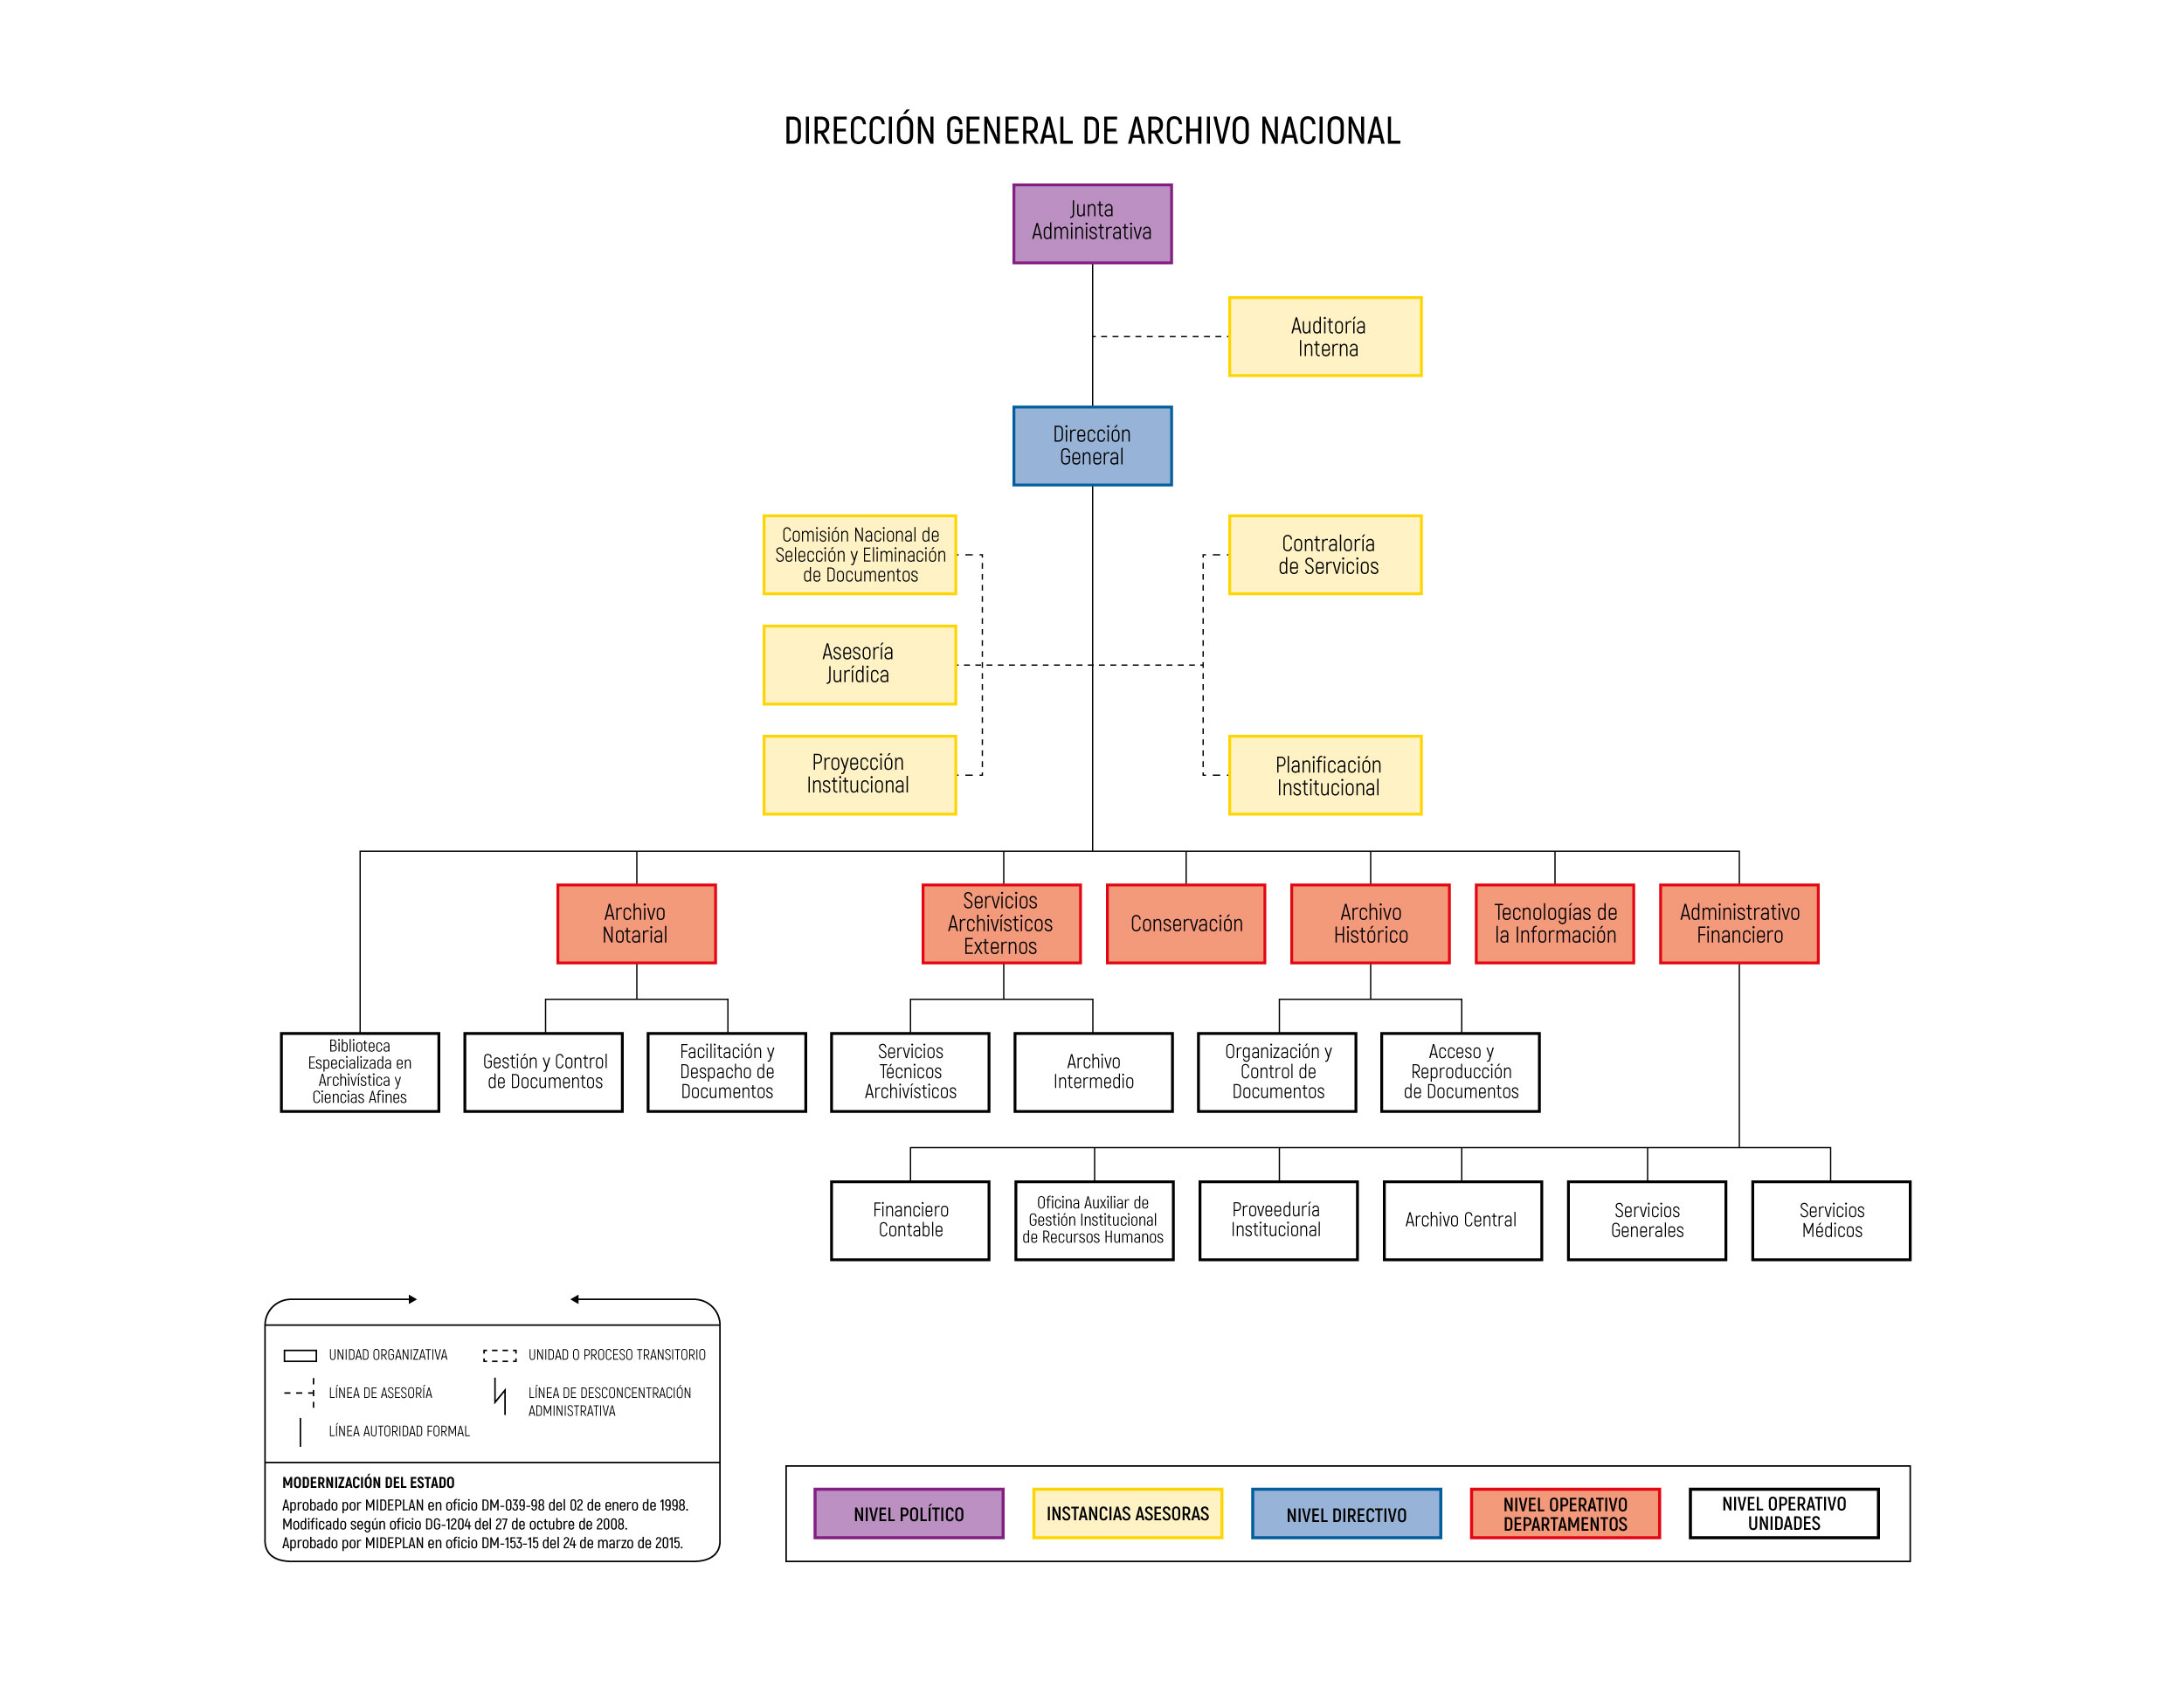 DIRECCIÓN GENERAL DE ARCHIVO NACIONAL
Junta
Administrativa
Auditoría
Interna
Dirección
General
Comisión Nacional de
Selección y Eliminación
de Documentos
Contraloría
de Servicios
Asesoría
Jurídica
Proyección
Institucional
Planificación
Institucional
Archivo
Notarial
Servicios
Archivísticos
Externos
Conservación
Archivo
Histórico
Tecnologías de
la Información
Administrativo
Financiero
Biblioteca
Especializada en
Archivística y
Ciencias Afines
Gestión y Control
de Documentos
Facilitación y
Despacho de
Documentos
Servicios
Técnicos
Archivísticos
Archivo
Intermedio
Organización y
Control de
Documentos
Acceso y
Reproducción
de Documentos
Financiero
Contable
Oficina Auxiliar de
Gestión Institucional
de Recursos Humanos
Proveeduría
Institucional
Archivo Central
Servicios
Generales
Servicios
Médicos
UNIDAD ORGANIZATIVA
UNIDAD O PROCESO TRANSITORIO
LÍNEA DE ASESORÍA
LÍNEA DE DESCONCENTRACIÓN
ADMINISTRATIVA
LÍNEA AUTORIDAD FORMAL
MODERNIZACIÓN DEL ESTADO
Aprobado por MIDEPLAN en oficio DM-039-98 del 02 de enero de 1998.
Modificado según oficio DG-1204 del 27 de octubre de 2008.
Aprobado por MIDEPLAN en oficio DM-153-15 del 24 de marzo de 2015.
NIVEL POLÍTICO
INSTANCIAS ASESORAS
NIVEL DIRECTIVO
NIVEL OPERATIVO
DEPARTAMENTOS
NIVEL OPERATIVO
UNIDADES